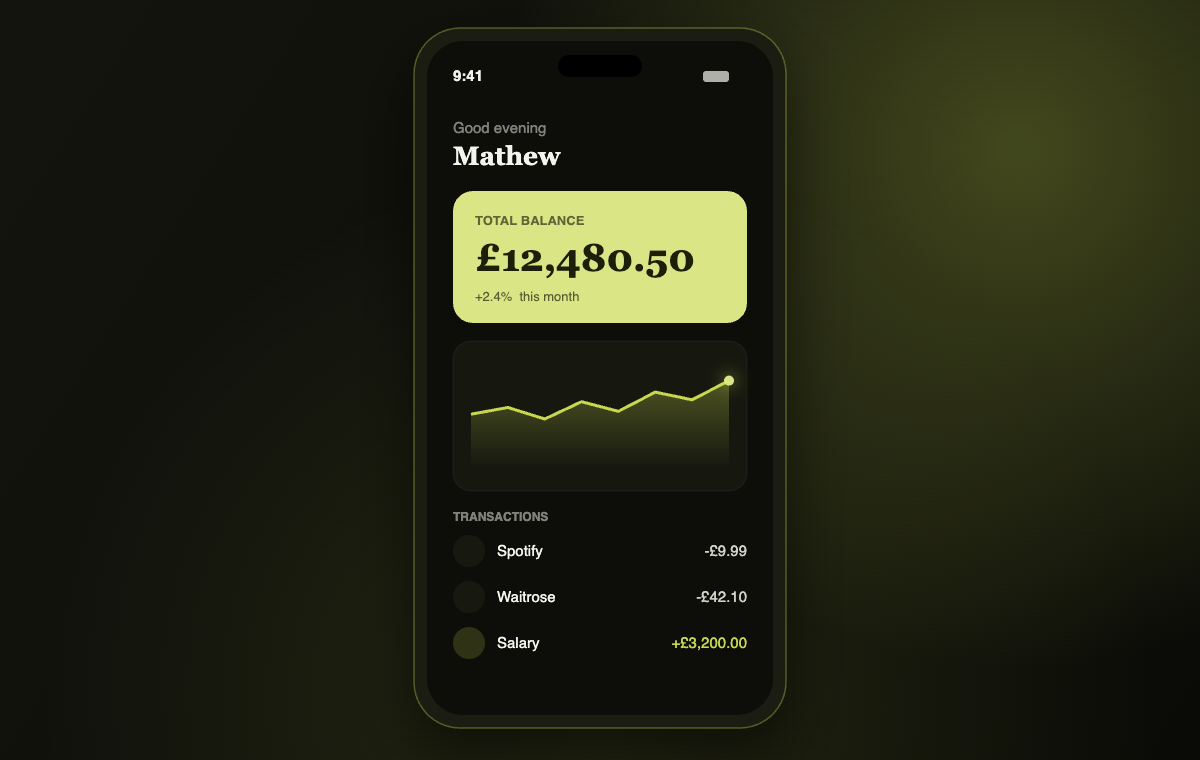 9:41
Good evening
Mathew
TOTAL BALANCE
£12,480.50
+2.4% this month
TRANSACTIONS
Spotify -£9.99
Waitrose -£42.10
Salary +£3,200.00